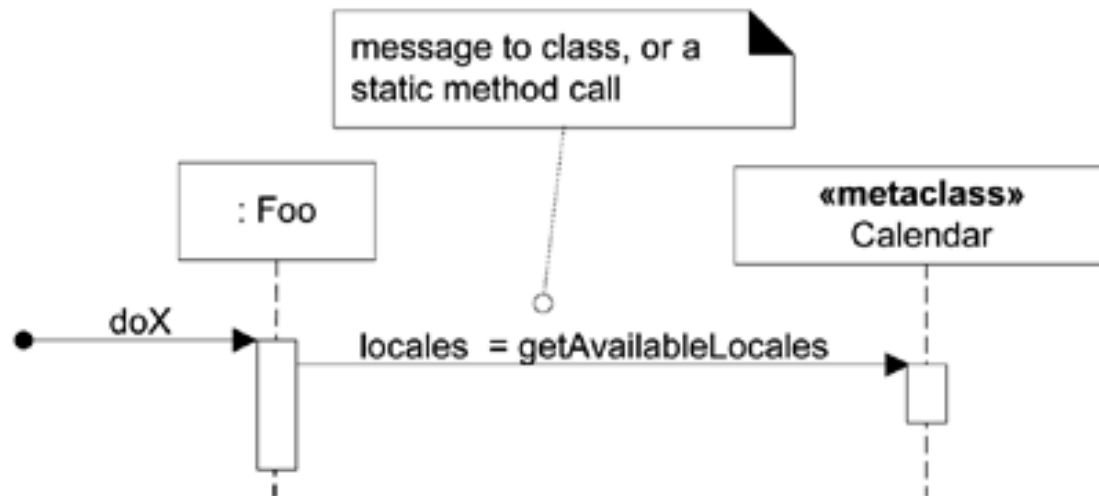 message to class, or a
static method call
: Foo
«metaclass»
Calendar
doX
locales = getAvailableLocales